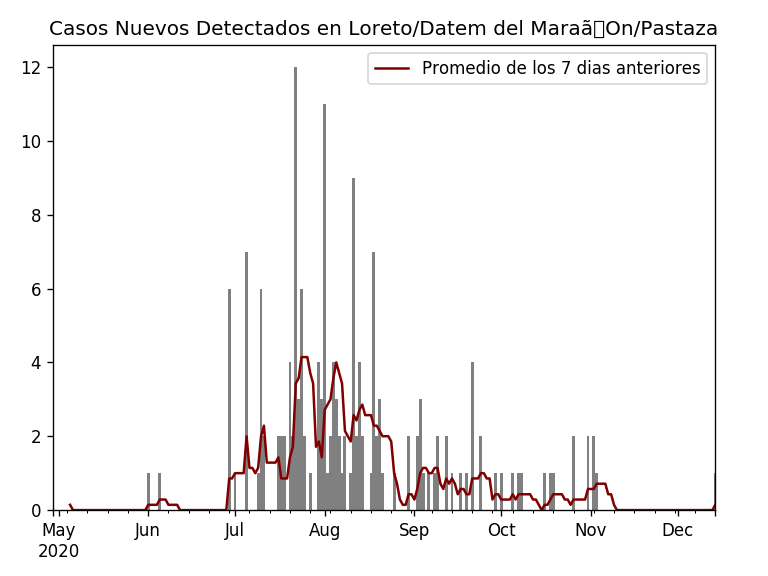 Casos Nuevos Detectados en Loreto/Datem del Maraã▯On/Pastaza
Promedio de los 7 dias anteriores
12
10
8
6
4
2
0
May Jun Jul Aug Sep Oct Nov Dec
2020